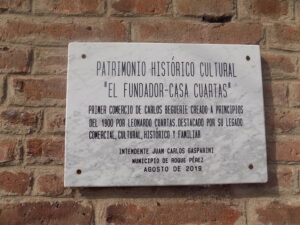 PATRIMONIO HISTÓRICO CULTURAL
"EL FUNDADOR-CASA CUARTAS"
PRIMER COMERCIO DE CARLOS BEGUERIE CREADO A PRINCIPIOS
DEL 1900 POR LEONARDO CUARTAS.DESTACADO POR SU LEGADO
COMERCIAL, CULTURAL, HISTÓRICO Y FAMILIAR
INTENDENTE JUAN CARLOS GASPARINI
MUNICIPIO DE ROQUE PÉREZ
AGOSTO DE 2019